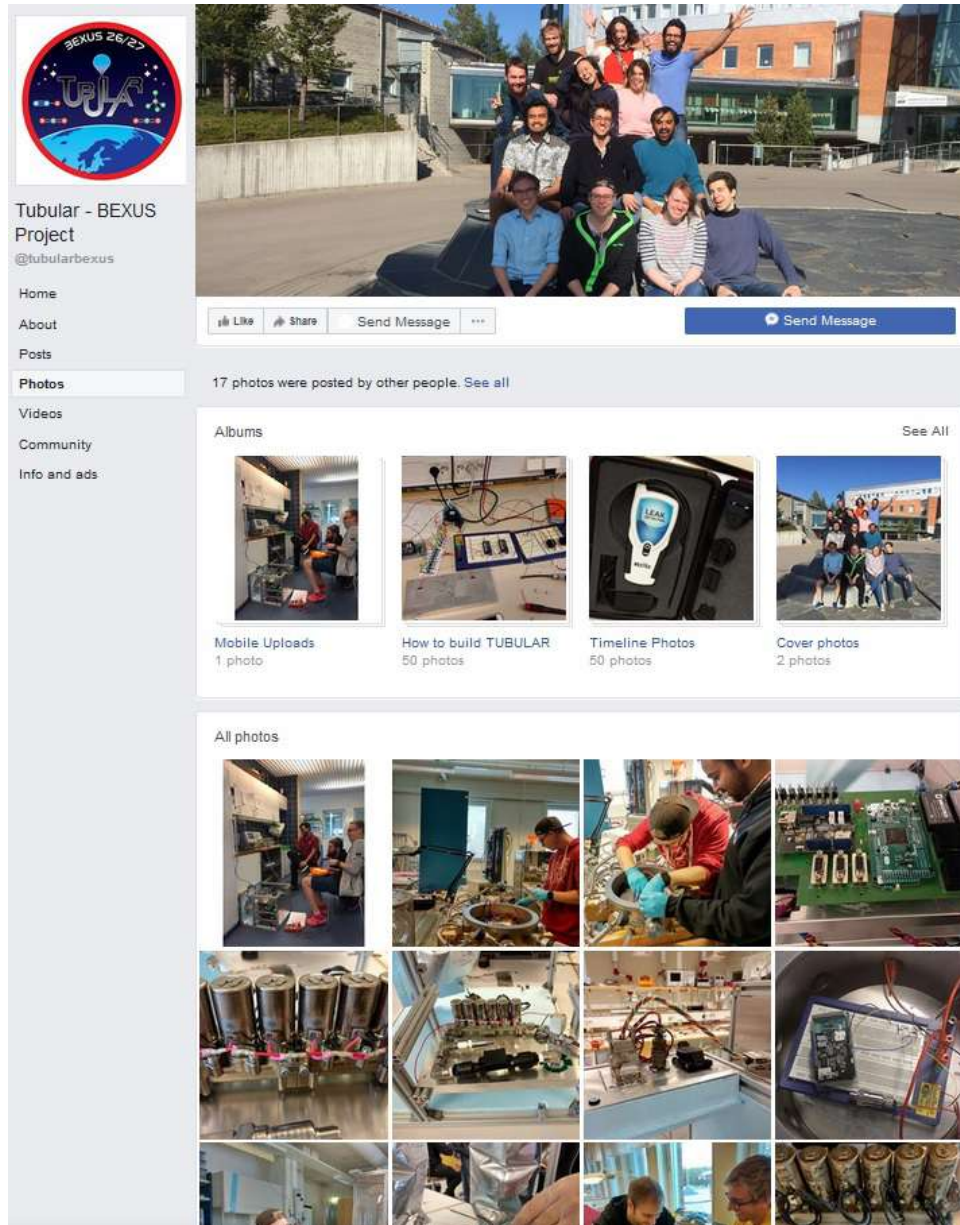 BEXUS 26/27
TUBULAR
Tubular - BEXUS
Project
@tubularbexus
Home
About
Posts
Photos
Videos
Community
Info and ads
Like
Share
Send Message
...
Send Message
17 photos were posted by other people. See all
Albums
See All
LEAK
Mobile Uploads
1 photo
How to build TUBULAR
50 photos
Timeline Photos
50 photos
Cover photos
2 photos
All photos